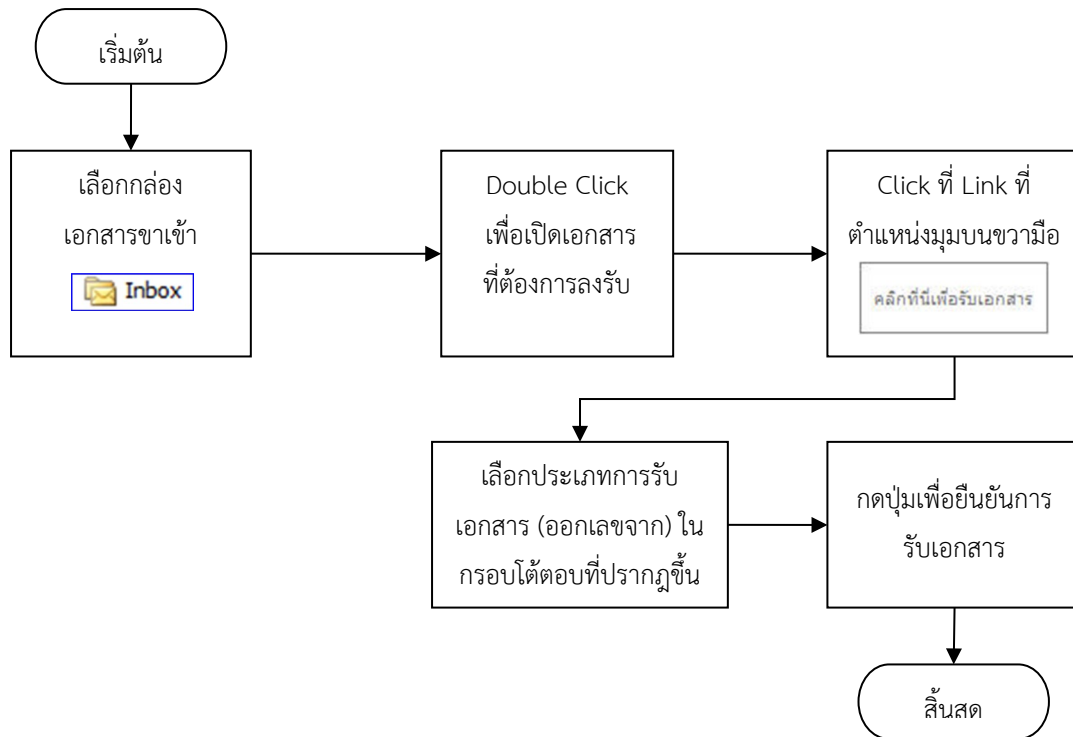 เริ่มต้น
เลือกกล่อง
เอกสารขาเข้า
Inbox
Double Click
เพื่อเปิดเอกสาร
ที่ต้องการลงรับ
Click ที่ Link ที่
ตำแหน่งมุมบนขวามือ
คลิกที่นี่เพื่อรับเอกสาร
เลือกประเภทการรับ
เอกสาร (ออกเลขจาก) ใน
กรอบโต้ตอบที่ปรากฎขึ้น
กดปุ่มเพื่อยืนยันการ
รับเอกสาร
สิ้นสด